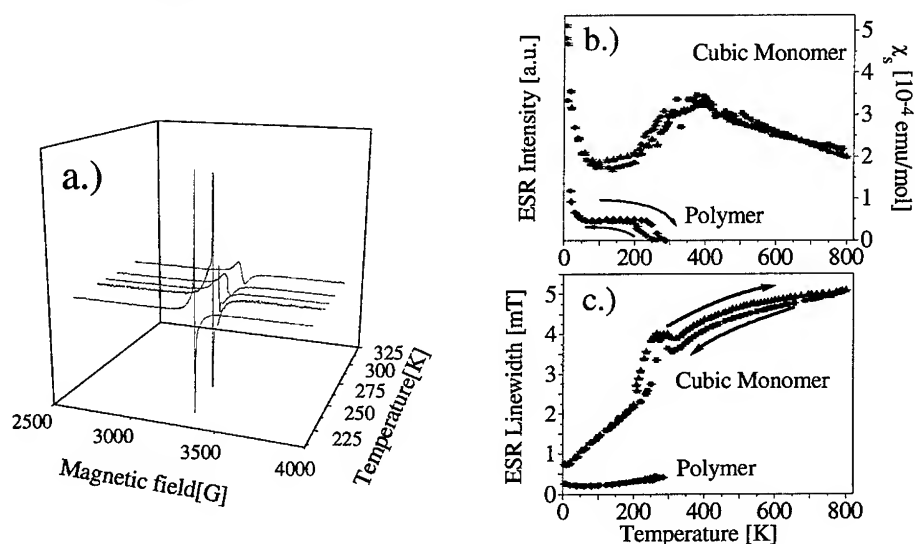 a.)
2500
3000
3500
4000
Magnetic field[G]
225
250
275
300
325
Temperature[K]
b.)
Cubic Monomer
Polymer
ESR Intensity [a.u.]
χs [10-4 emu/mol]
5
4
3
2
1
0
0 200 400 600 800
c.)
Cubic Monomer
Polymer
ESR Linewidth [mT]
5
4
3
2
1
0
0 200 400 600 800
Temperature [K]